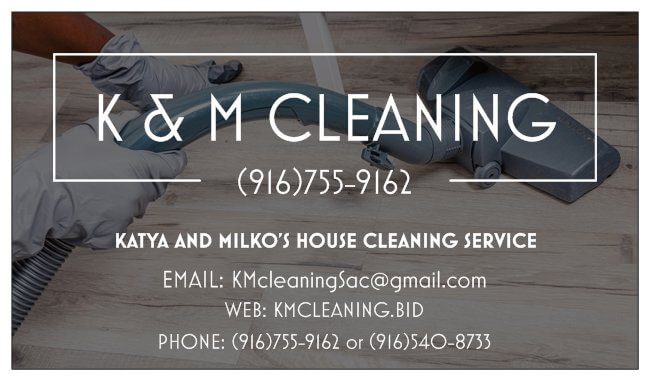 K & M CLEANING
(916)755-9162
KATYA AND MILKO'S HOUSE CLEANING SERVICE
EMAIL: KMcleaningSac@gmail.com
WEB: KMCLEANING.BID
PHONE: (916)755-9162 or (916)540-8733